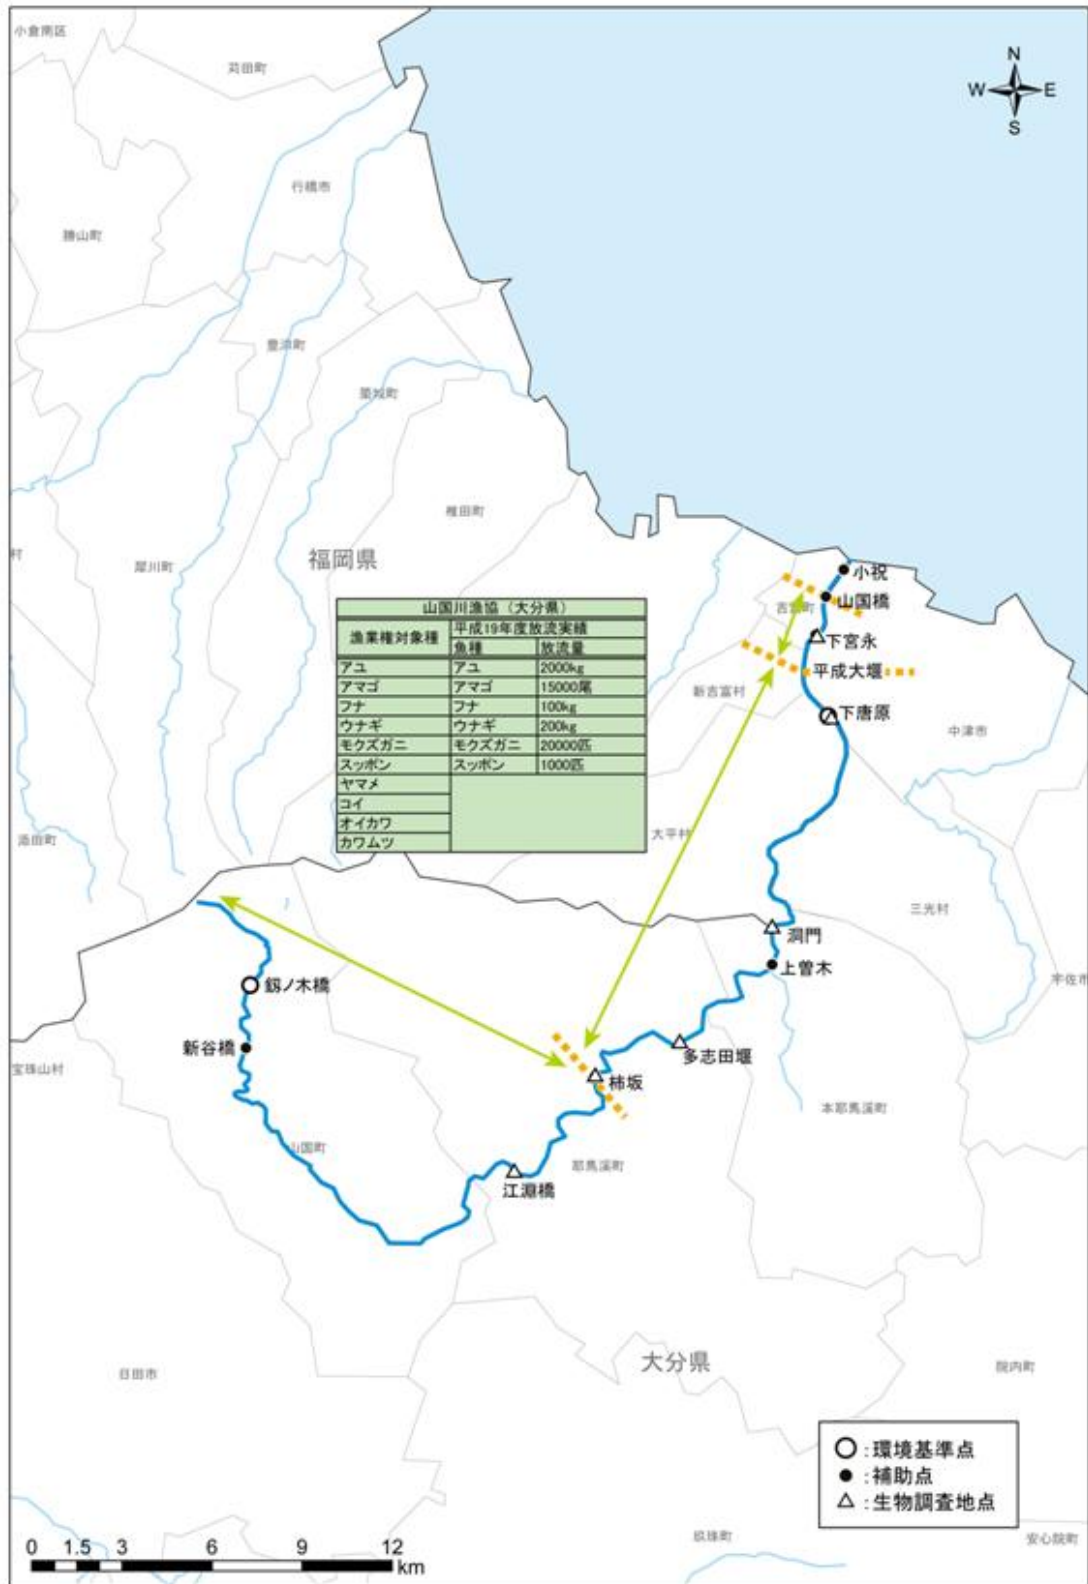 小倉南区
苅田町
N
W E
S
行橋市
勝山町
豊津町
築城町
椎田町
村
犀川町
福岡県
山国川漁協（大分県）
漁業権対象種 平成19年度放流実績
魚種 放流量
アユ アユ 2000kg
アマゴ アマゴ 15000尾
フナ フナ 100kg
ウナギ ウナギ 200kg
モクズガニ モクズガニ 20000匹
スッポン スッポン 1000匹
ヤマメ
コイ
オイカワ
カワムツ
小祝
吉富町
山国橋
下宮永
平成大堰
新吉富村
下唐原
中津市
大平村
添田町
三光村
洞門
上曽木
宇佐市
釼ノ木橋
新谷橋
多志田堰
宝珠山村
柿坂
本耶馬渓町
山国町
耶馬溪町
江淵橋
大分県
日田市
院内町
○：環境基準点
●：補助点
△：生物調査地点
玖珠町
安心院町
0 1.5 3 6 9 12
km